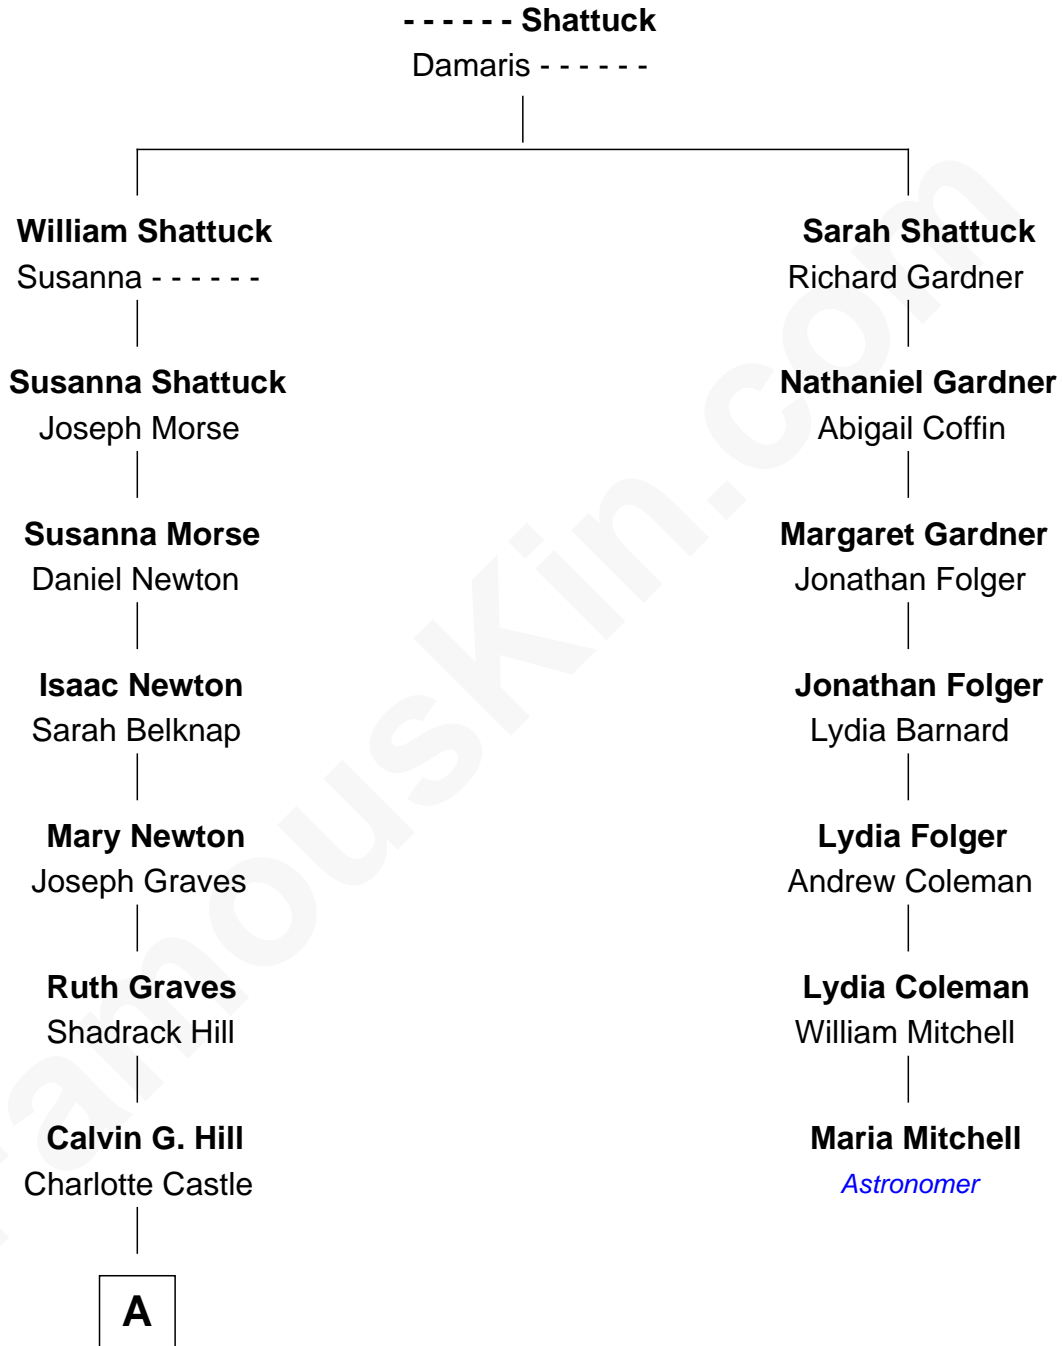 - - - - - - Shattuck
Damaris - - - - - -
William Shattuck
Susanna - - - - - -
Sarah Shattuck
Richard Gardner
Susanna Shattuck
Joseph Morse
Nathaniel Gardner
Abigail Coffin
Susanna Morse
Daniel Newton
Margaret Gardner
Jonathan Folger
Isaac Newton
Sarah Belknap
Jonathan Folger
Lydia Barnard
Mary Newton
Joseph Graves
Lydia Folger
Andrew Coleman
Ruth Graves
Shadrack Hill
Lydia Coleman
William Mitchell
Calvin G. Hill
Charlotte Castle
Maria Mitchell
Astronomer
A
FamousKin.com